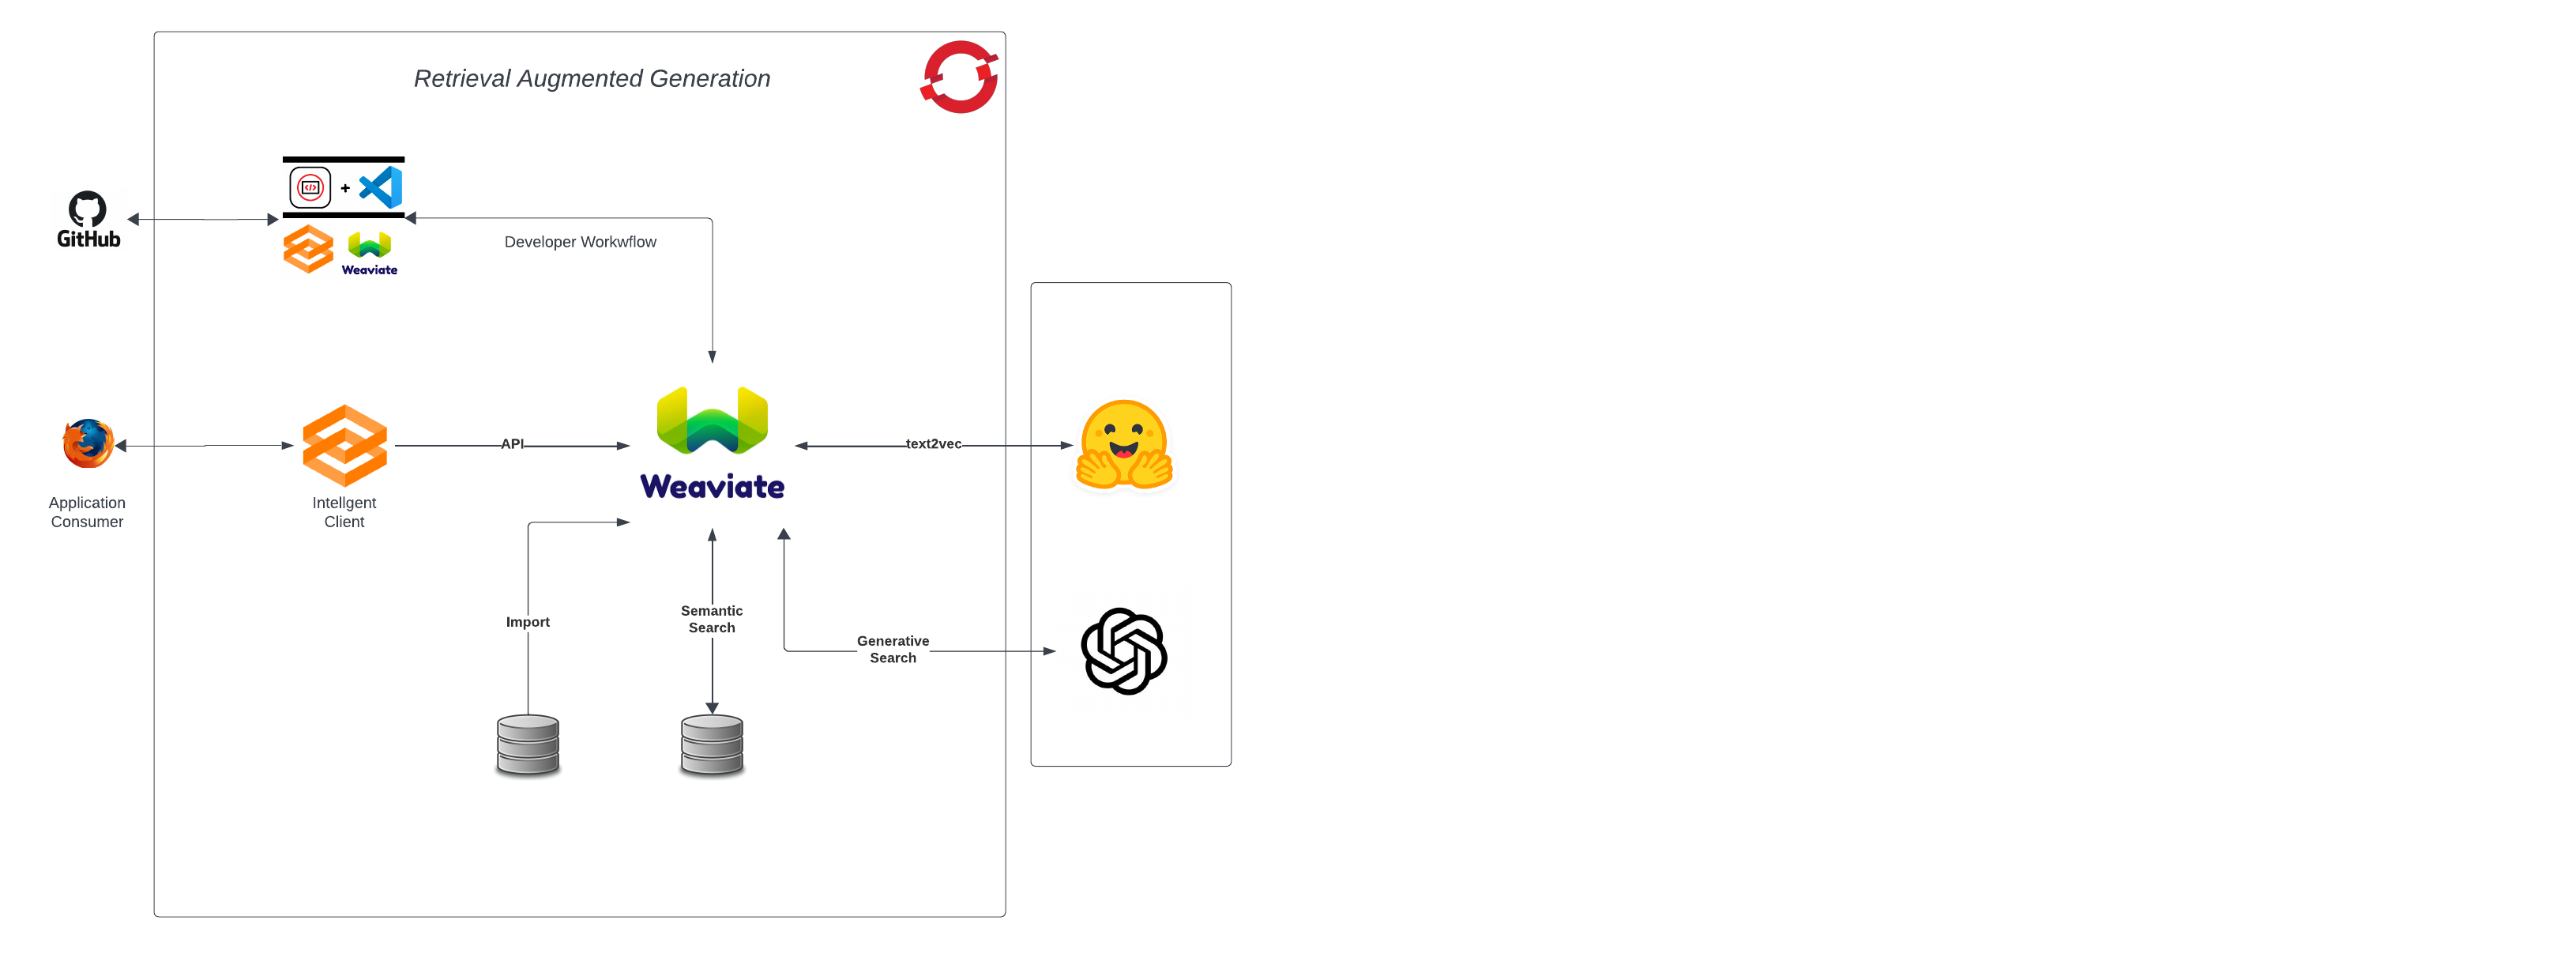 Retrieval Augmented Generation
+
GitHub
Developer Workwflow
Weaviate
API
Weaviate
text2vec
Application
Consumer
Intellgent
Client
Import
Semantic
Search
Generative
Search